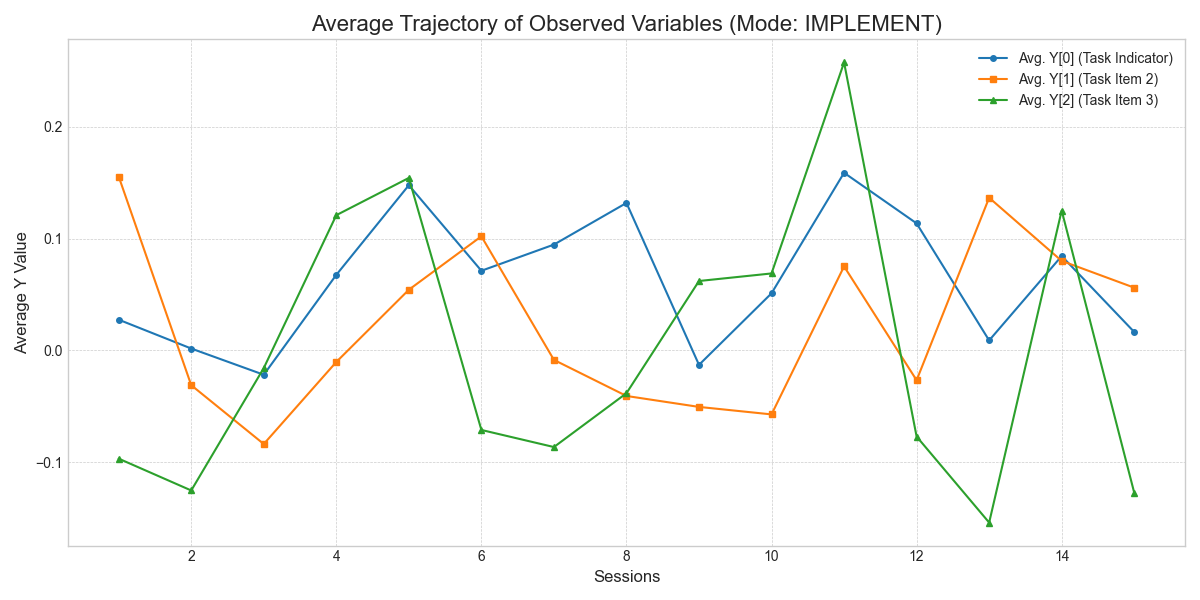 Average Trajectory of Observed Variables (Mode: IMPLEMENT)
Avg. Y[0] (Task Indicator)
Avg. Y[1] (Task Item 2)
Avg. Y[2] (Task Item 3)
Average Y Value
0.2
0.1
0.0
−0.1
2 4 6 8 10 12 14
Sessions